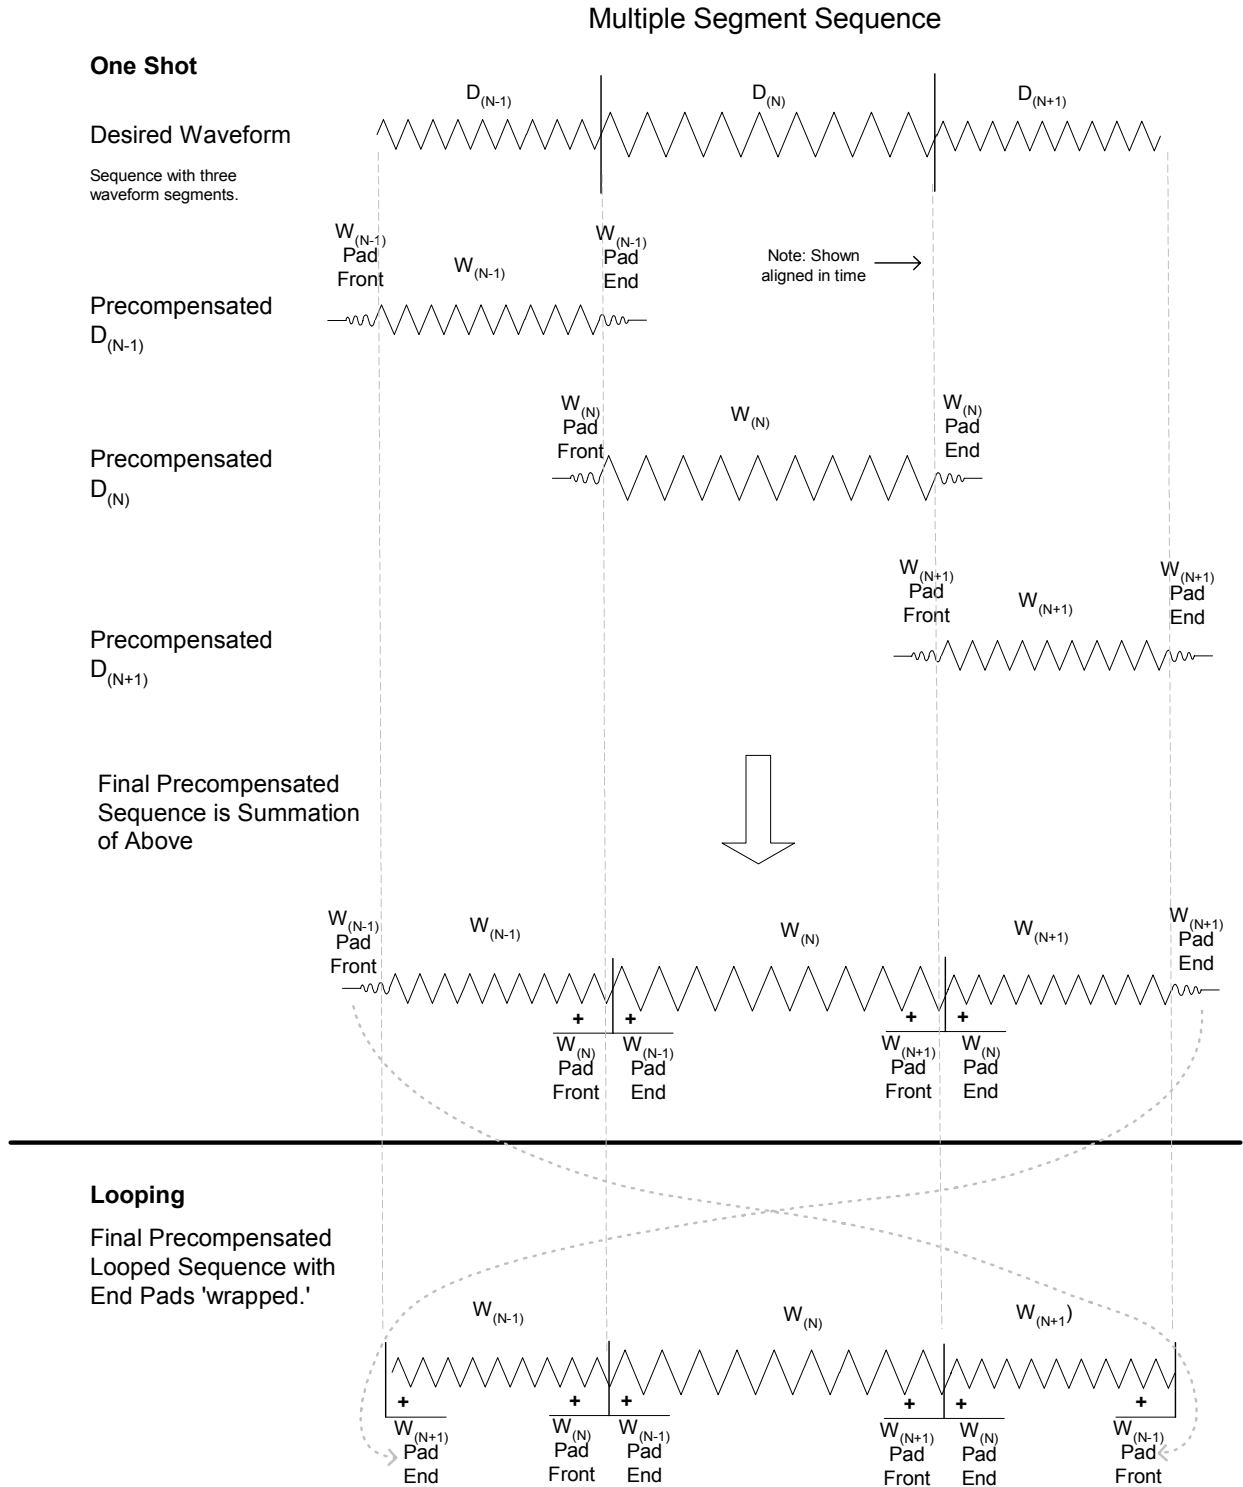 Multiple Segment Sequence
One Shot
D(N-1)
D(N)
D(N+1)
Desired Waveform
Sequence with three
waveform segments.
W(N-1)
Pad
Front
W(N-1)
W(N-1)
Pad
End
Note: Shown
aligned in time
Precompensated
D(N-1)
W(N)
Pad
Front
W(N)
W(N)
Pad
End
Precompensated
D(N)
W(N+1)
Pad
Front
W(N+1)
W(N+1)
Pad
End
Precompensated
D(N+1)
Final Precompensated
Sequence is Summation
of Above
W(N-1)
Pad
Front
W(N-1)
W(N)
W(N+1)
W(N+1)
Pad
End
+ + + +
W(N)
Pad
Front
W(N-1)
Pad
End
W(N+1)
Pad
Front
W(N)
Pad
End
Looping
Final Precompensated
Looped Sequence with
End Pads 'wrapped.'
W(N-1)
W(N)
W(N+1)
+ + + + + +
W(N+1)
Pad
End
W(N)
Pad
Front
W(N-1)
Pad
End
W(N+1)
Pad
Front
W(N)
Pad
End
W(N-1)
Pad
Front